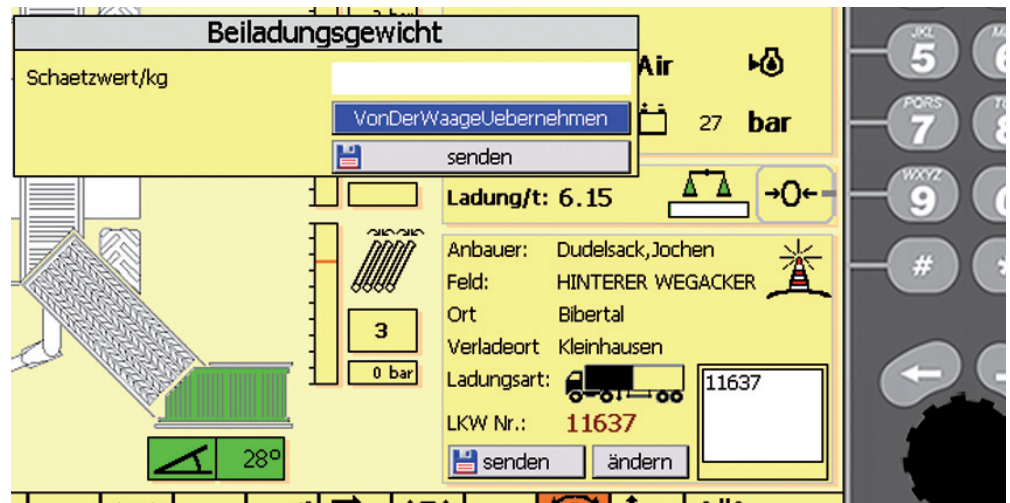 Beiladungsgewicht
Schaetzwert/kg
VonDerWaageUebernehmen
senden
Air
27 bar
Ladung/t: 6.15
→0←
Anbauer: Dudelsack,Jochen
Feld: HINTERER WEGACKER
Ort Bibertal
Verladeort Kleinhausen
Ladungsart:
11637
LKW Nr.: 11637
senden ändern
3
0 bar
28°
JKL
5
PQRS
7
WXYZ
9
#